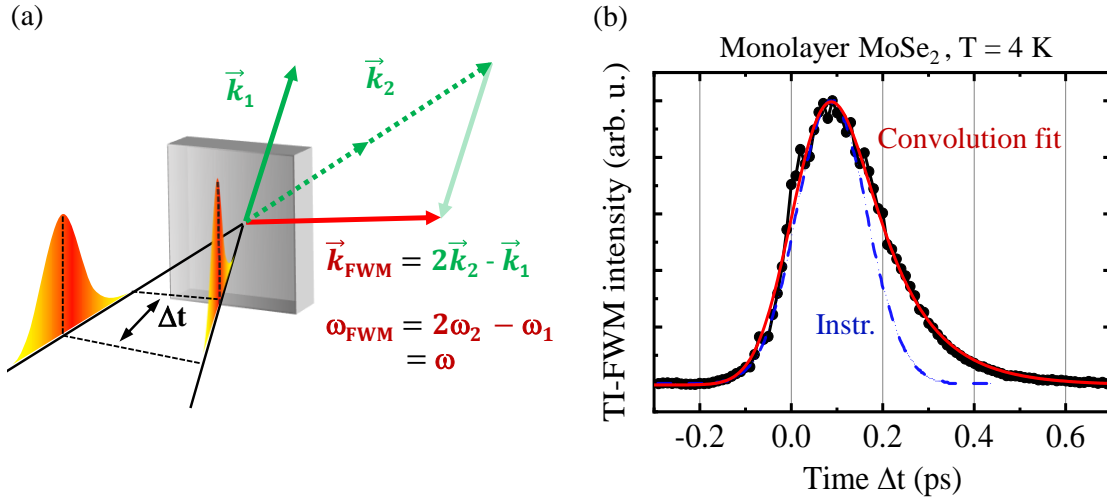 (a)
k⃗₁
k⃗₂
k⃗FWM = 2k⃗₂ - k⃗₁
Δt
ωFWM = 2ω₂ − ω₁
= ω
(b)
Monolayer MoSe₂, T = 4 K
TI-FWM intensity (arb. u.)
Convolution fit
Instr.
-0.2 0.0 0.2 0.4 0.6
Time Δt (ps)